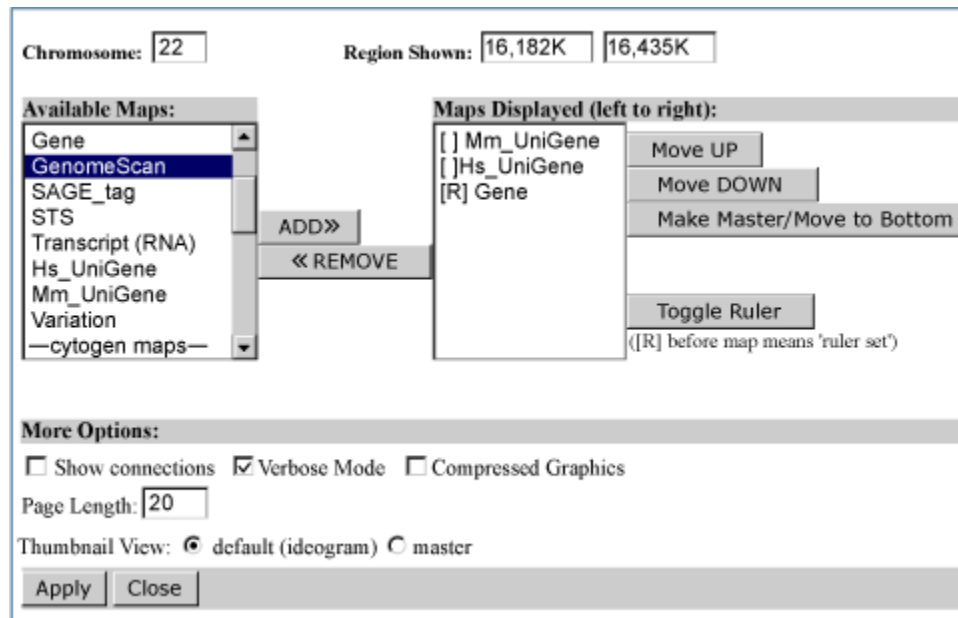 Chromosome: 22 Region Shown: 16,182K 16,435K
Available Maps: Maps Displayed (left to right):
Gene
GenomeScan
SAGE_tag
STS
Transcript (RNA)
Hs_UniGene
Mm_UniGene
Variation
—cytogen maps—
ADD»
« REMOVE
[ ] Mm_UniGene
[ ]Hs_UniGene
[R] Gene
Move UP
Move DOWN
Make Master/Move to Bottom
Toggle Ruler
([R] before map means 'ruler set')
More Options:
Show connections Verbose Mode Compressed Graphics
Page Length: 20
Thumbnail View: default (ideogram) master
Apply Close